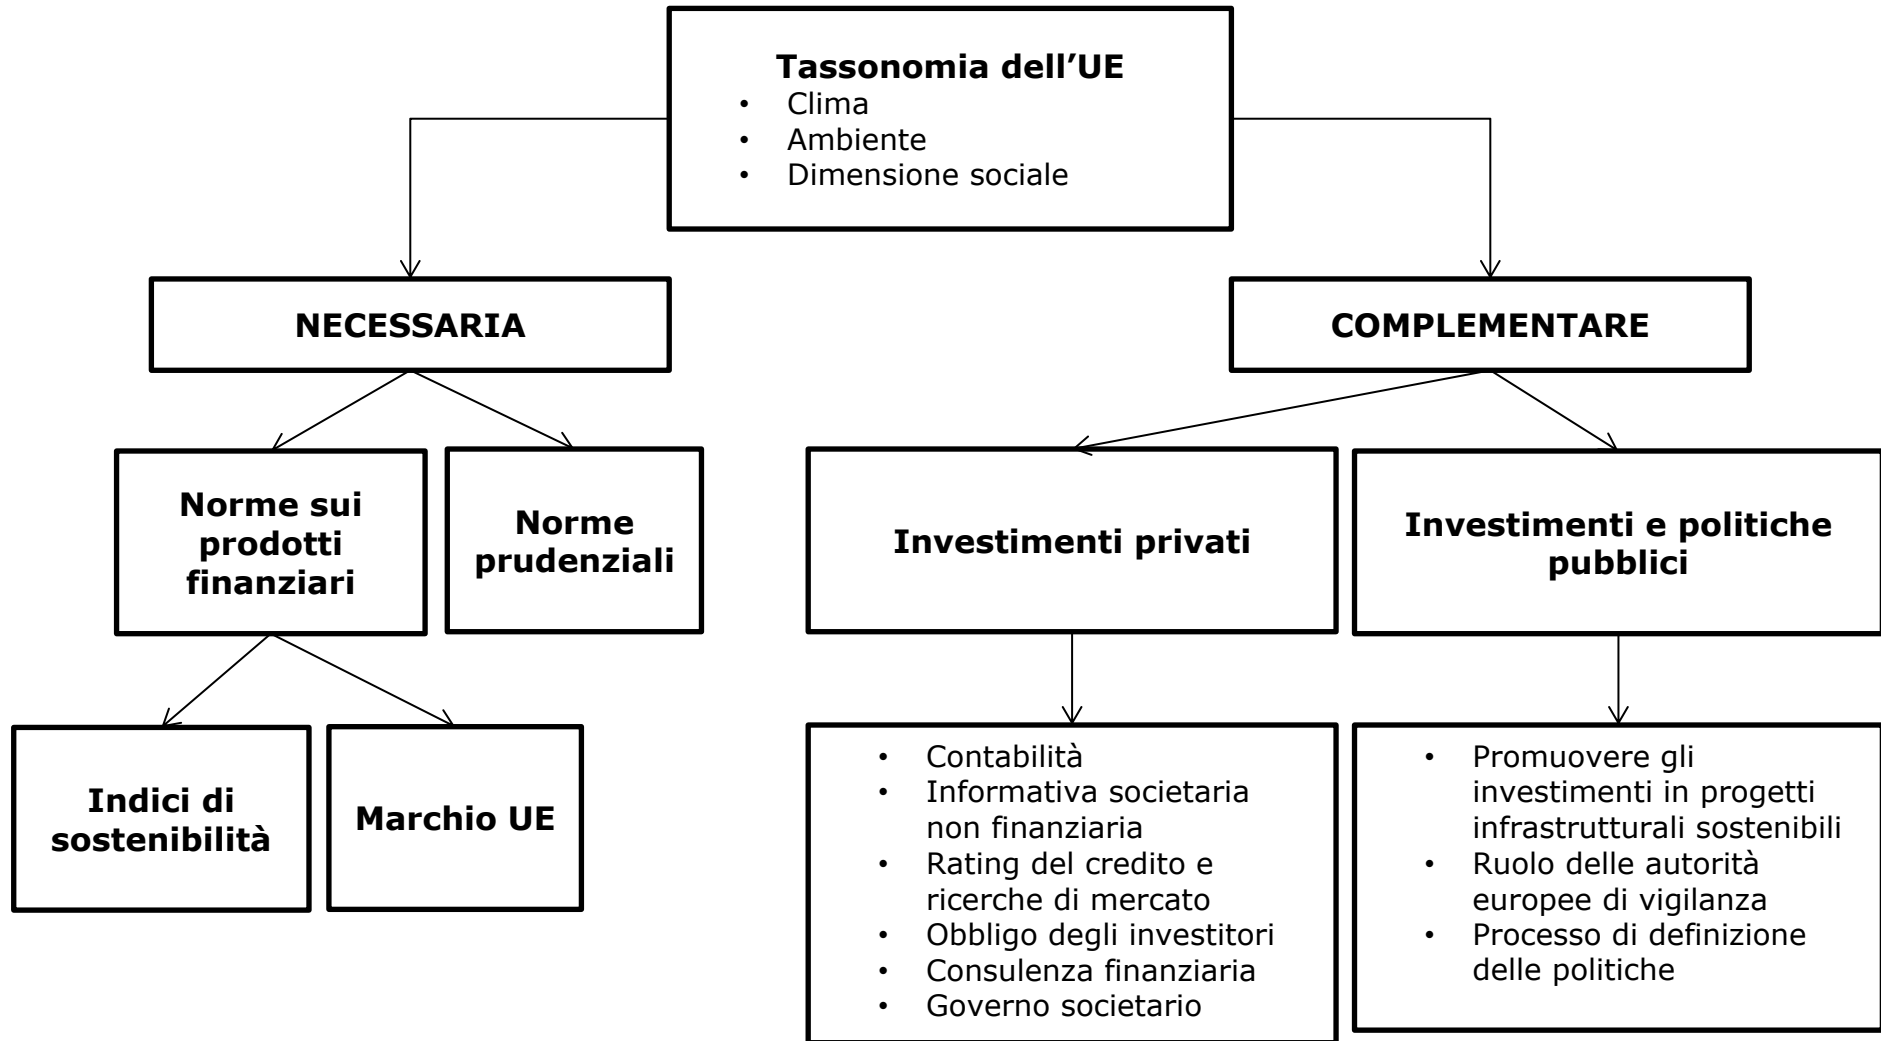 Tassonomia dell’UE
• Clima
• Ambiente
• Dimensione sociale
NECESSARIA
COMPLEMENTARE
Norme sui
prodotti
finanziari
Norme
prudenziali
Investimenti privati
Investimenti e politiche
pubblici
Indici di
sostenibilità
Marchio UE
• Contabilità
• Informativa societaria
non finanziaria
• Rating del credito e
ricerche di mercato
• Obbligo degli investitori
• Consulenza finanziaria
• Governo societario
• Promuovere gli
investimenti in progetti
infrastrutturali sostenibili
• Ruolo delle autorità
europee di vigilanza
• Processo di definizione
delle politiche